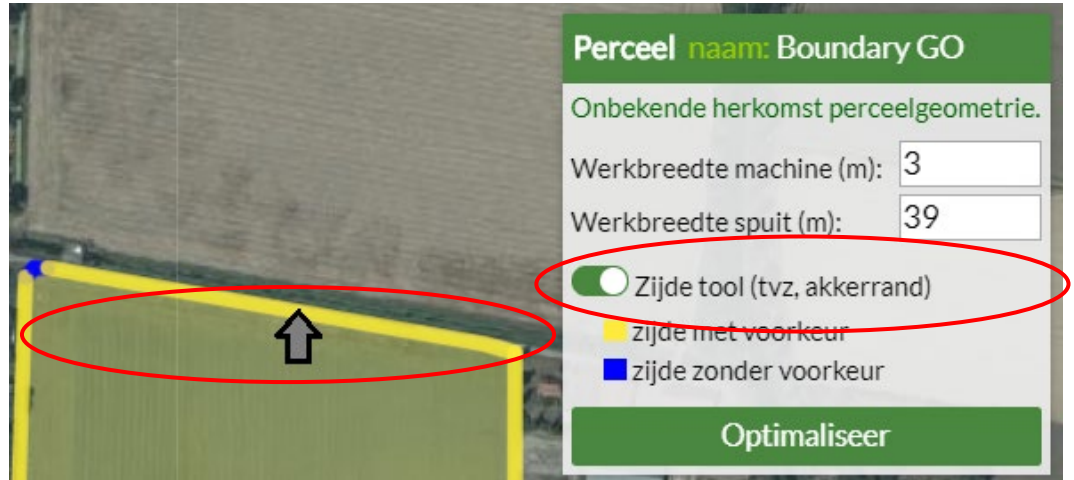 Perceel naam: Boundary GO
Onbekende herkomst perceelgeometrie.
Werkbreedte machine (m): 3
Werkbreedte spuit (m): 39
Zijde tool (tvz, akkerrand)
zijde met voorkeur
zijde zonder voorkeur
Optimaliseer